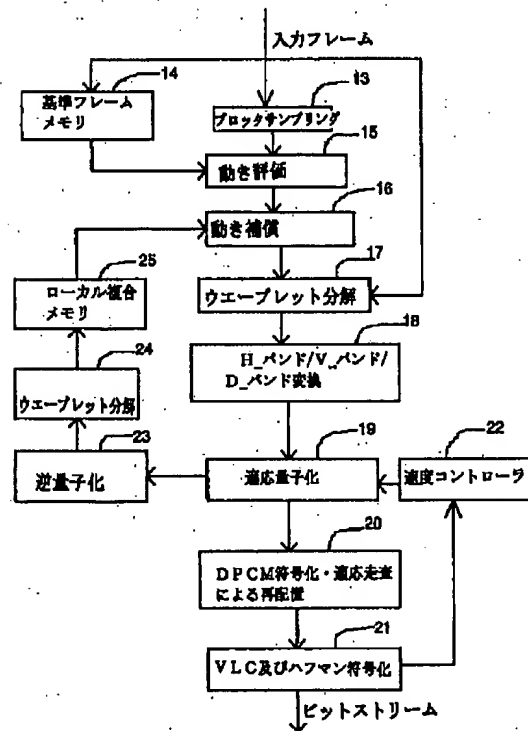 入力フレーム
14
基準フレーム
メモリ
13
ブロックサンプリング
15
動き評価
16
動き補償
25
ローカル複合
メモリ
17
ウエーブレット分解
18
H_バンド/V_バンド/
D_バンド変換
24
ウエーブレット分解
23
逆量子化
19
適応量子化
22
速度コントローラ
20
DPCM符号化・適応走査
による再配置
21
VLC及びハフマン符号化
ビットストリーム